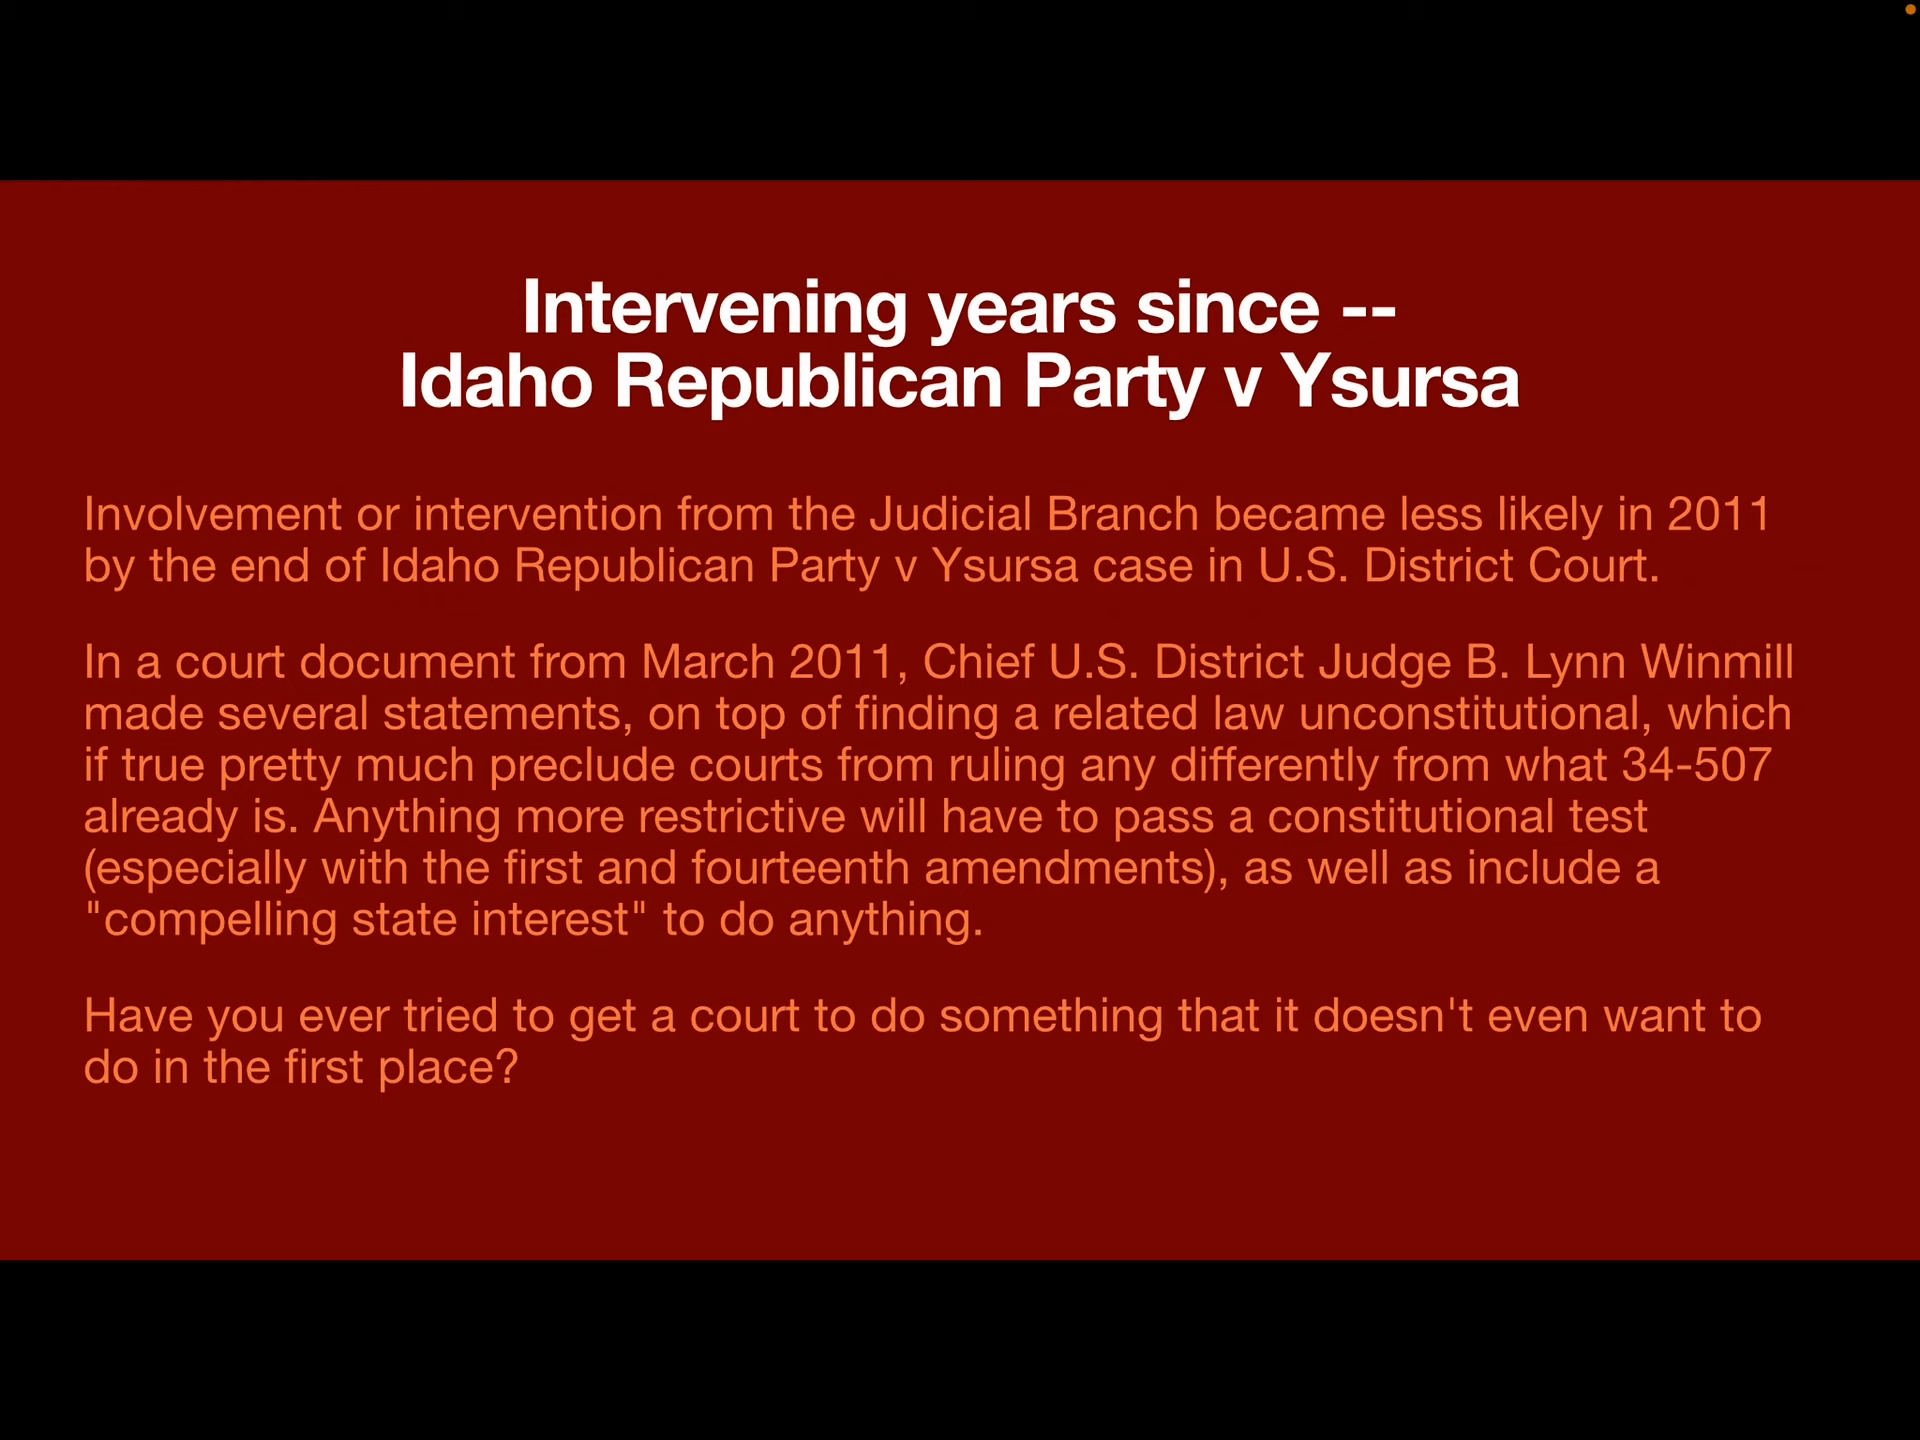 Intervening years since --
Idaho Republican Party v Ysursa
Involvement or intervention from the Judicial Branch became less likely in 2011
by the end of Idaho Republican Party v Ysursa case in U.S. District Court.
In a court document from March 2011, Chief U.S. District Judge B. Lynn Winmill
made several statements, on top of finding a related law unconstitutional, which
if true pretty much preclude courts from ruling any differently from what 34-507
already is. Anything more restrictive will have to pass a constitutional test
(especially with the first and fourteenth amendments), as well as include a
"compelling state interest" to do anything.
Have you ever tried to get a court to do something that it doesn't even want to
do in the first place?